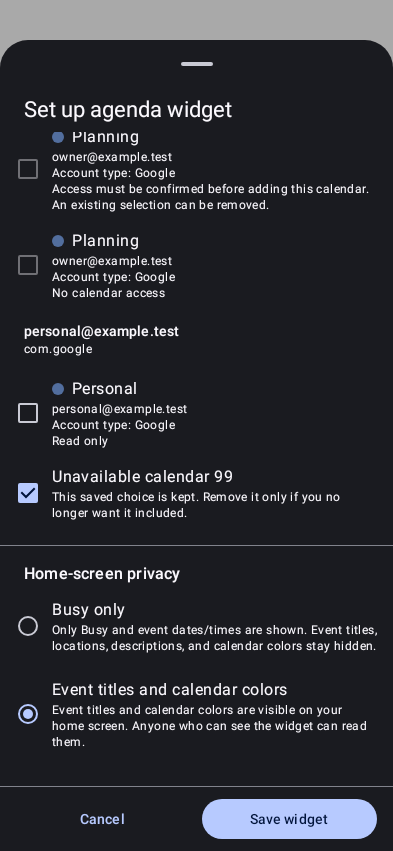 Set up agenda widget
Planning
owner@example.test
Account type: Google
Access must be confirmed before adding this calendar.
An existing selection can be removed.
Planning
owner@example.test
Account type: Google
No calendar access
personal@example.test
com.google
Personal
personal@example.test
Account type: Google
Read only
Unavailable calendar 99
This saved choice is kept. Remove it only if you no
longer want it included.
Home-screen privacy
Busy only
Only Busy and event dates/times are shown. Event titles,
locations, descriptions, and calendar colors stay hidden.
Event titles and calendar colors
Event titles and calendar colors are visible on your
home screen. Anyone who can see the widget can read
them.
Cancel
Save widget